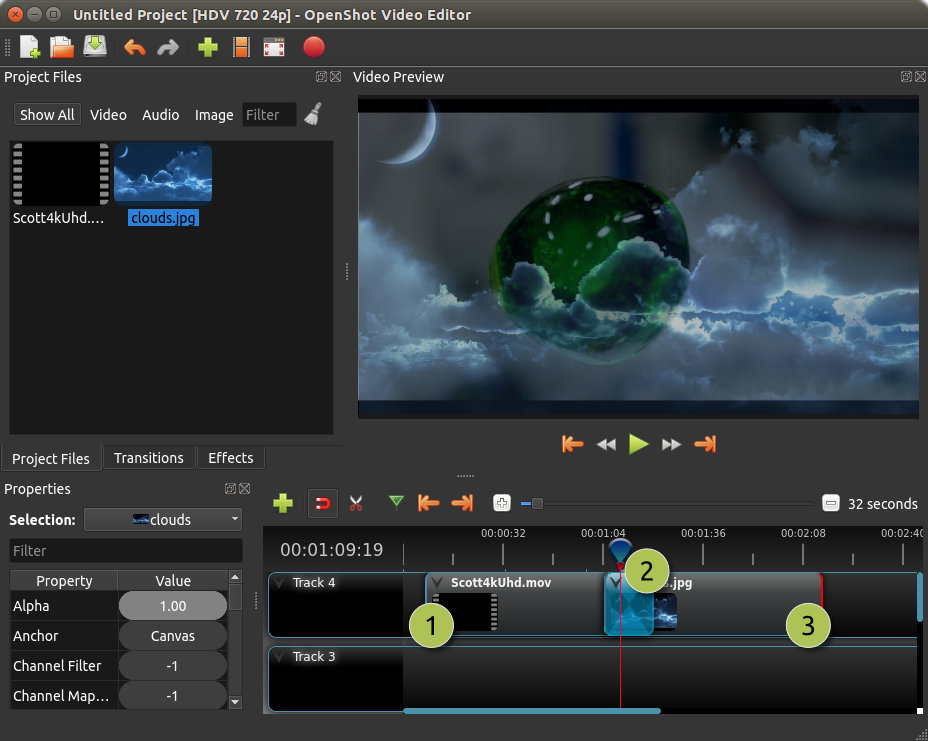 Untitled Project [HDV 720 24p] - OpenShot Video Editor
Project Files
Video Preview
Show All Video Audio Image Filter
Scott4kUhd.... clouds.jpg
Project Files Transitions Effects
Properties
Selection: clouds
32 seconds
Filter
00:01:09:19
00:00:32 00:01:04 00:01:36 00:02:08 00:02:40
Property Value
Alpha 1.00
Anchor Canvas
Channel Filter -1
Channel Map... -1
Track 4
Scott4kUhd.mov
.jpg
1
2
3
Track 3